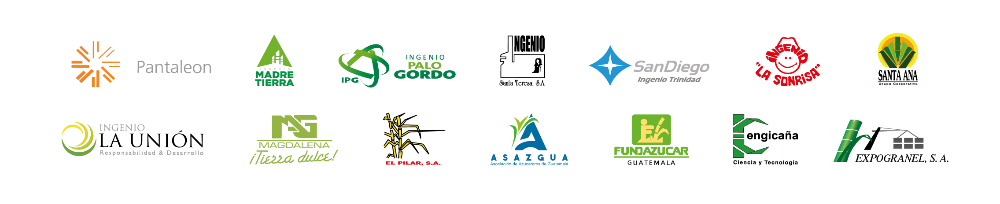 Pantaleon
INGENIO
MADRE
TIERRA
IPG
INGENIO
PALO
GORDO
INGENIO
Santa Teresa, S.A.
SanDiego
Ingenio Trinidad
INGENIO
"LA SONRISA"
SANTA ANA
Grupo Corporativo
INGENIO
LA UNIÓN
Responsabilidad & Desarrollo
MAG
MAGDALENA
¡Tierra dulce!
EL PILAR, S.A.
ASAZGUA
Asociación de Azucareros de Guatemala
FUNDAZUCAR
GUATEMALA
engicaña
Ciencia y Tecnología
EXPOGRANEL, S. A.